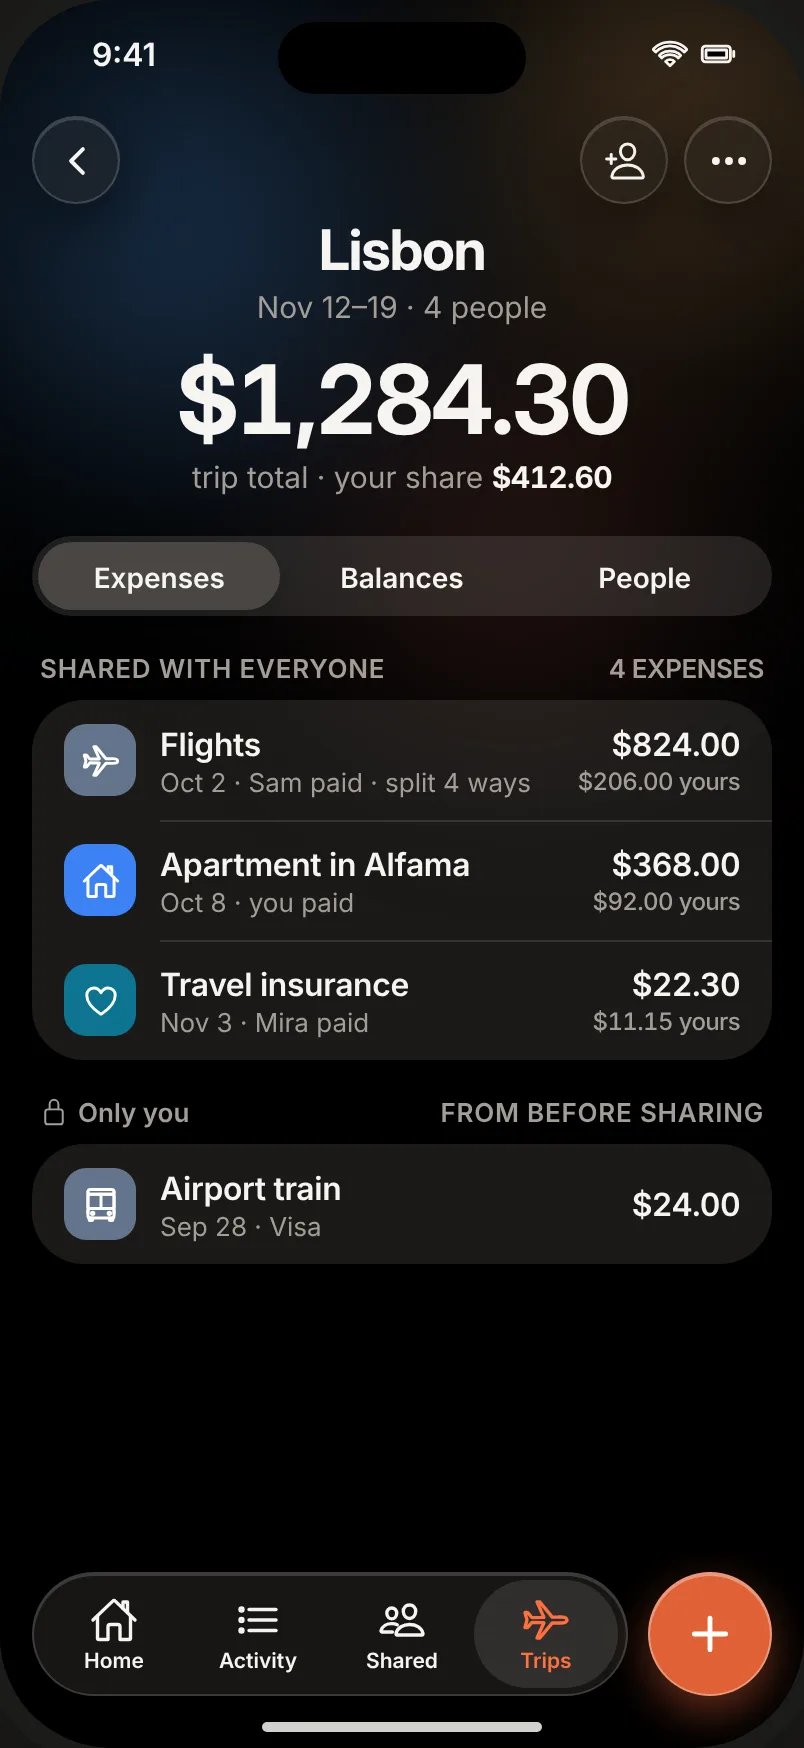 9:41
Lisbon
Nov 12–19 · 4 people
$1,284.30
trip total · your share $412.60
Expenses Balances People
SHARED WITH EVERYONE 4 EXPENSES
Flights $824.00
Oct 2 · Sam paid · split 4 ways $206.00 yours
Apartment in Alfama $368.00
Oct 8 · you paid $92.00 yours
Travel insurance $22.30
Nov 3 · Mira paid $11.15 yours
Only you FROM BEFORE SHARING
Airport train $24.00
Sep 28 · Visa
Home Activity Shared Trips